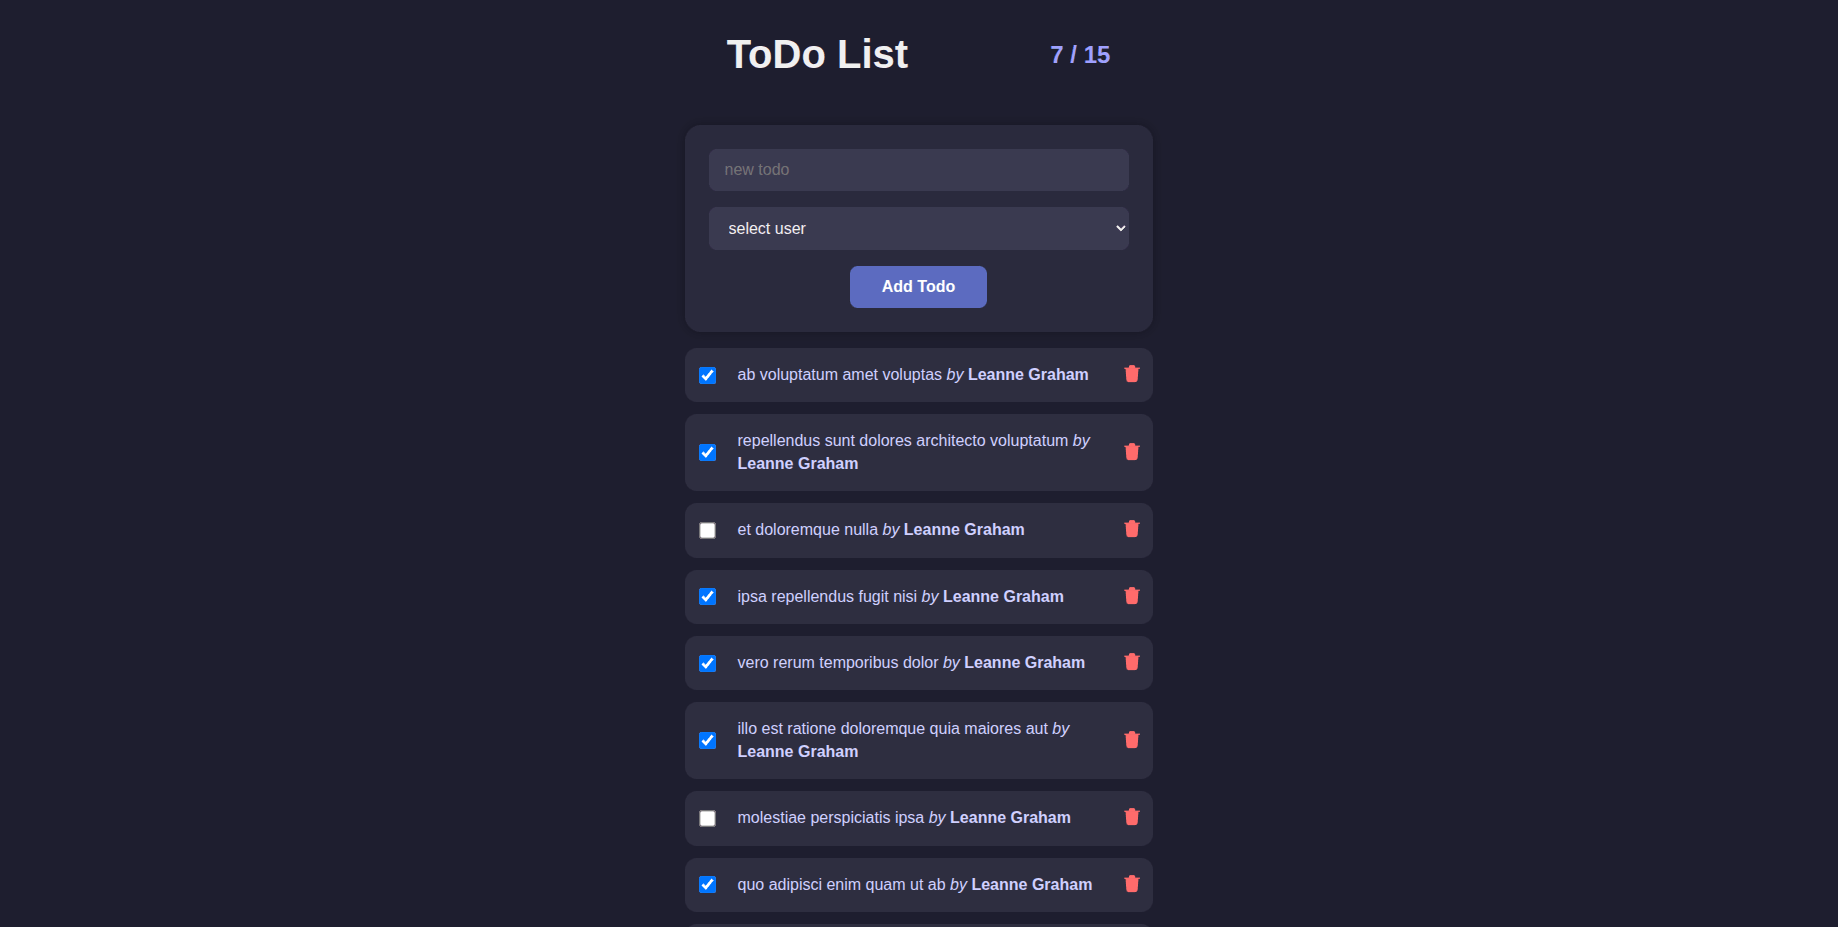 ToDo List
7 / 15
new todo
select user
Add Todo
ab voluptatum amet voluptas by Leanne Graham
repellendus sunt dolores architecto voluptatum by
Leanne Graham
et doloremque nulla by Leanne Graham
ipsa repellendus fugit nisi by Leanne Graham
vero rerum temporibus dolor by Leanne Graham
illo est ratione doloremque quia maiores aut by
Leanne Graham
molestiae perspiciatis ipsa by Leanne Graham
quo adipisci enim quam ut ab by Leanne Graham